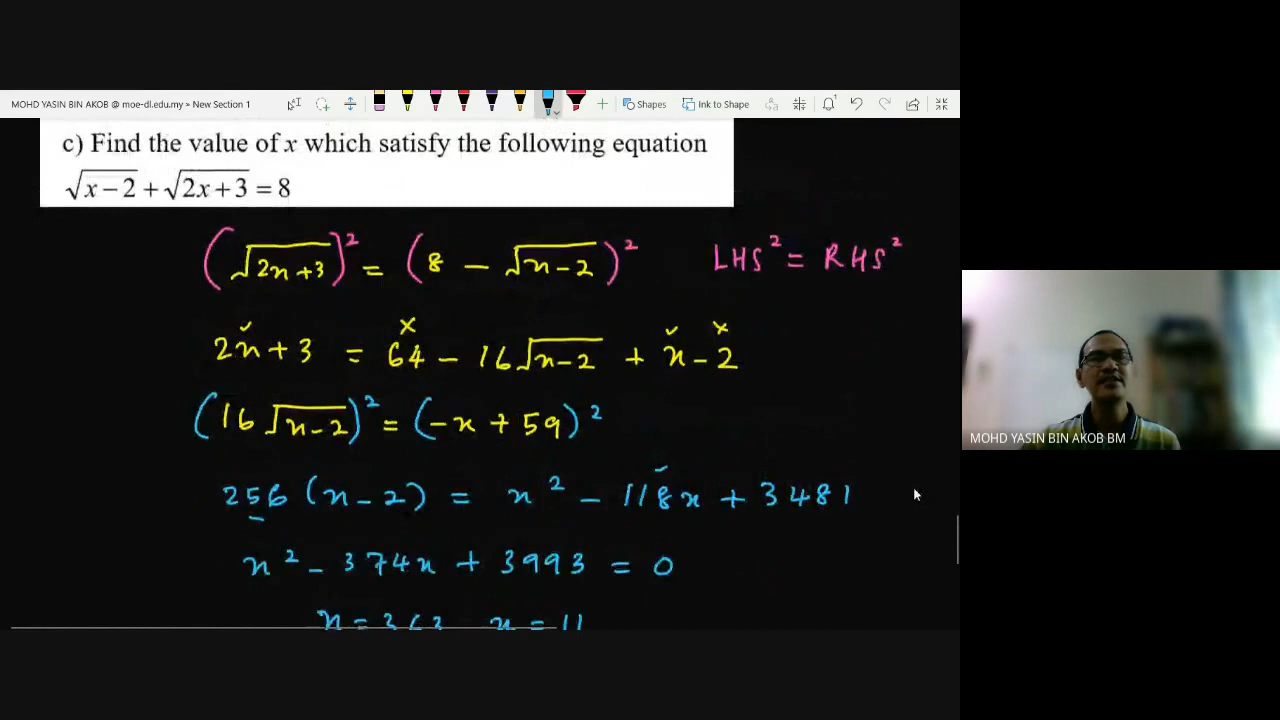 MOHD YASIN BIN AKOB @ moe-dl.edu.my » New Section 1
Shapes
Ink to Shape
c) Find the value of x which satisfy the following equation
√(x−2) + √(2x+3) = 8
(√(2x+3))² = (8 − √(x−2))² LHS² = RHS²
2x+3 = 64 − 16√(x−2) + x−2
(16√(x−2))² = (−x + 59)²
256(x−2) = x² − 118x + 3481
x² − 374x + 3993 = 0
x = 363 x = 11
MOHD YASIN BIN AKOB BM